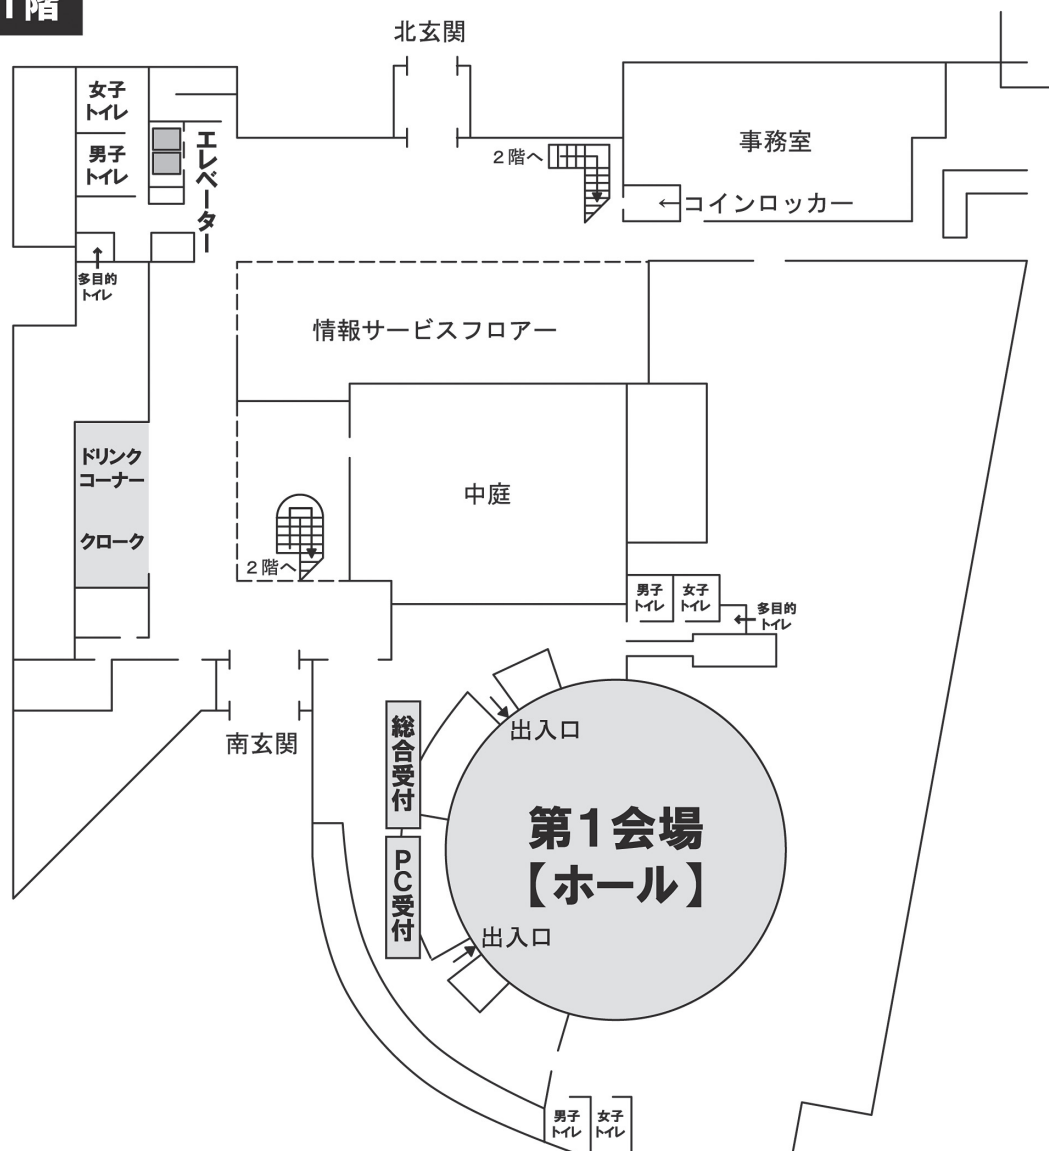 1階
北玄関
女子
トイレ
男子
トイレ
エレベーター
2階へ
事務室
←コインロッカー
多目的
トイレ
情報サービスフロアー
ドリンク
コーナー
クローク
中庭
2階へ
男子
トイレ
女子
トイレ
多目的
トイレ
南玄関
総合受付
出入口
第1会場
【ホール】
PC受付
出入口
男子
トイレ
女子
トイレ